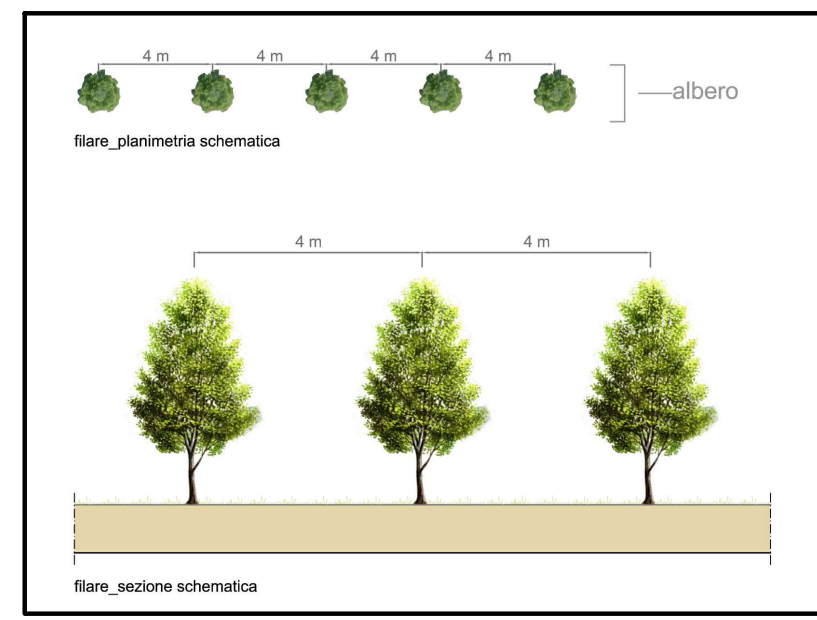 4 m 4 m 4 m 4 m
albero
filare_planimetria schematica
4 m 4 m
filare_sezione schematica